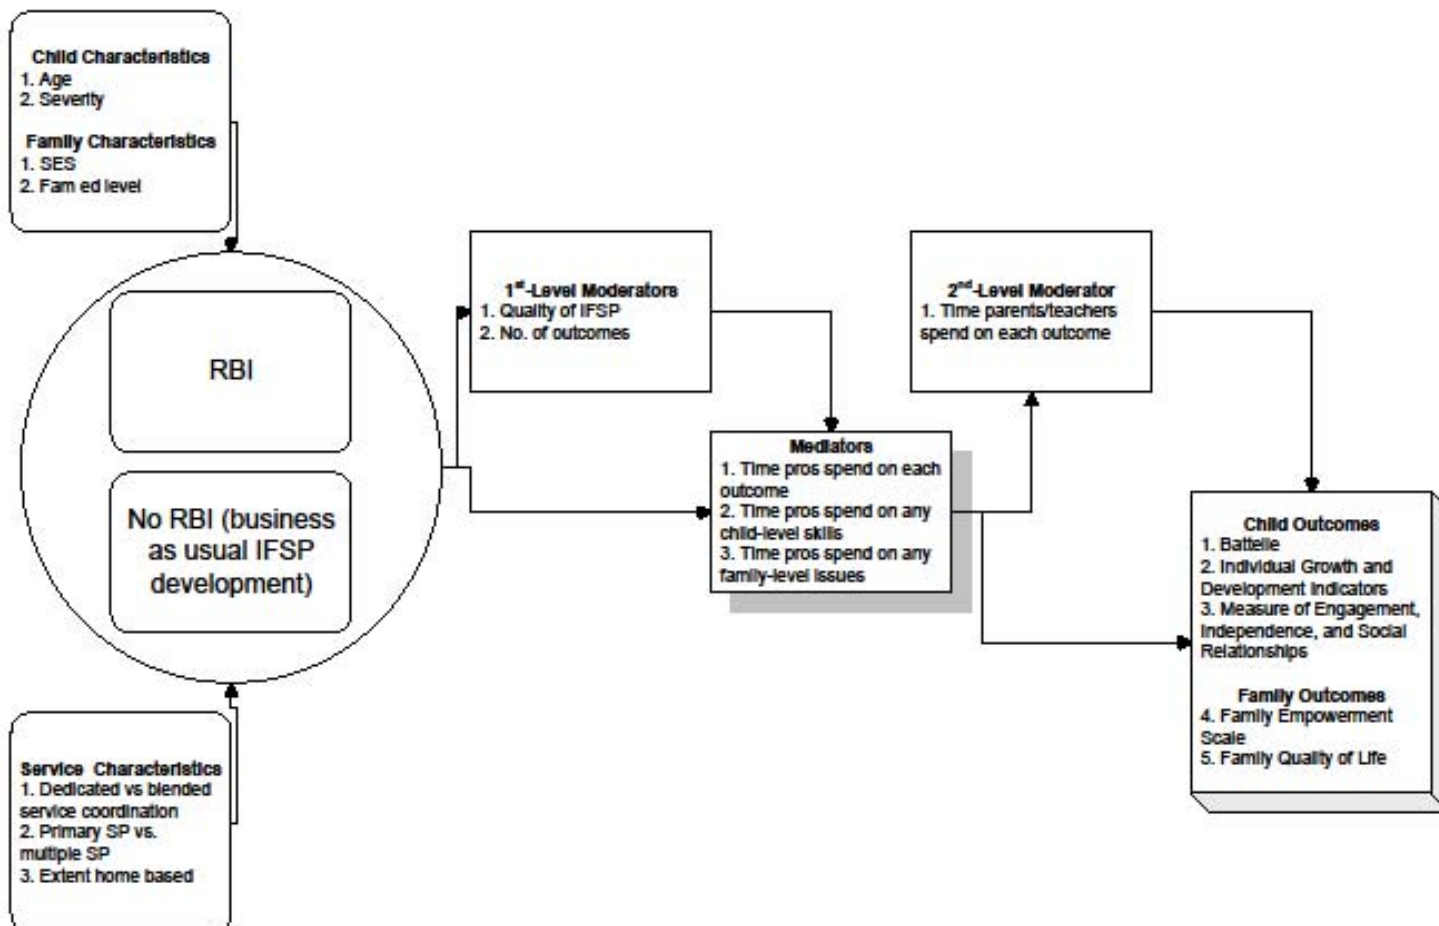 Child Characteristics
1. Age
2. Severity
Family Characteristics
1. SES
2. Fam ed level
RBI
No RBI (business
as usual IFSP
development)
Service Characteristics
1. Dedicated vs blended
service coordination
2. Primary SP vs.
multiple SP
3. Extent home based
1st-Level Moderators
1. Quality of IFSP
2. No. of outcomes
Mediators
1. Time pros spend on each
outcome
2. Time pros spend on any
child-level skills
3. Time pros spend on any
family-level issues
2nd-Level Moderator
1. Time parents/teachers
spend on each outcome
Child Outcomes
1. Battelle
2. Individual Growth and
Development Indicators
3. Measure of Engagement,
Independence, and Social
Relationships
Family Outcomes
4. Family Empowerment
Scale
5. Family Quality of Life